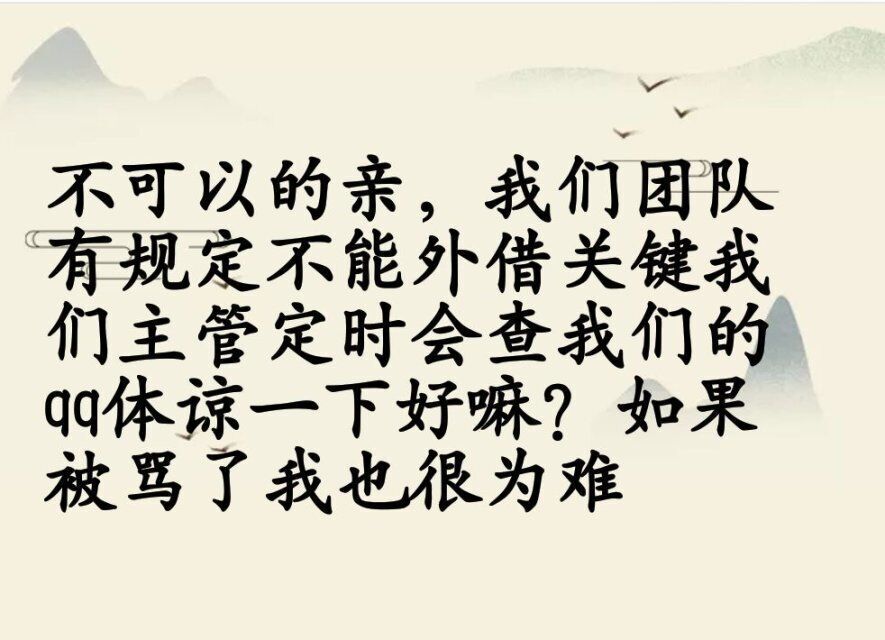 不可以的亲，我们团队
有规定不能外借关键我
们主管定时会查我们的
qq体谅一下好嘛？如果
被骂了我也很为难